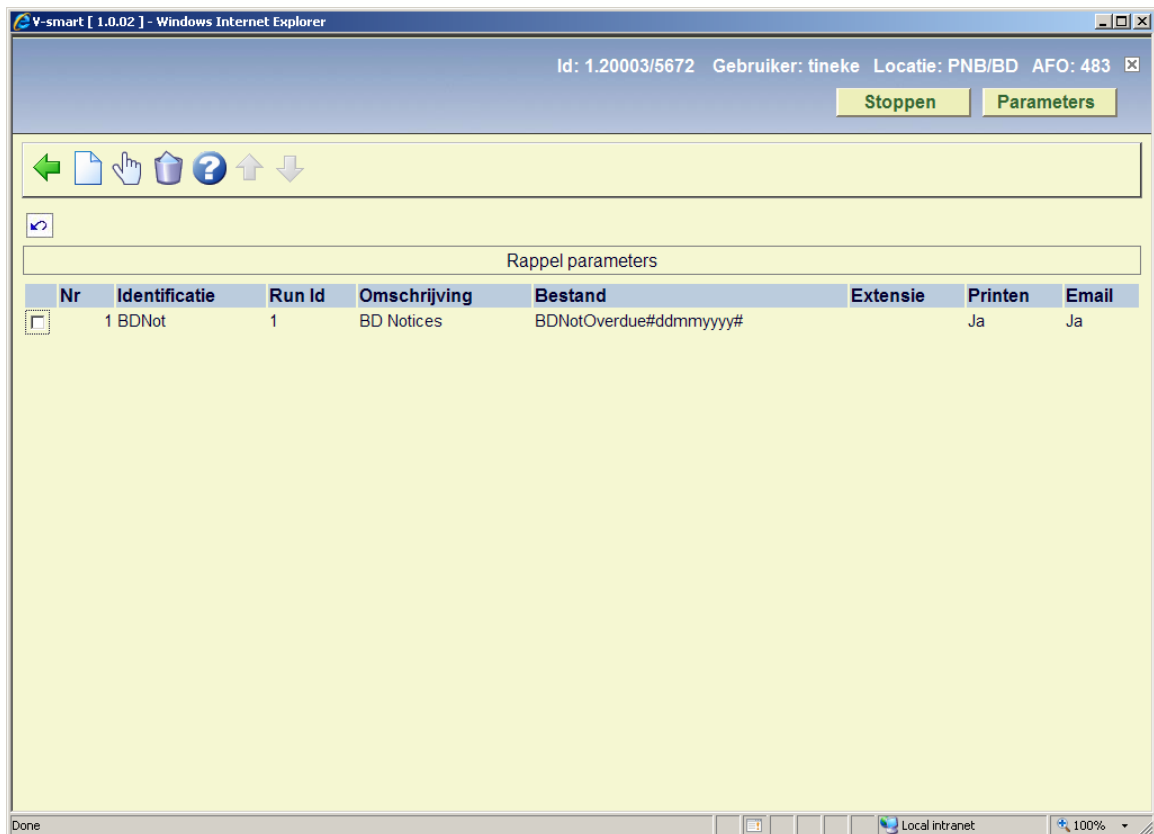 V-smart [ 1.0.02 ] - Windows Internet Explorer
Id: 1.20003/5672 Gebruiker: tineke Locatie: PNB/BD AFO: 483
Stoppen Parameters
Rappel parameters
Nr Identificatie Run Id Omschrijving Bestand Extensie Printen Email
1 BDNot 1 BD Notices BDNotOverdue#ddmmyyyy# Ja Ja
Done Local intranet 100%